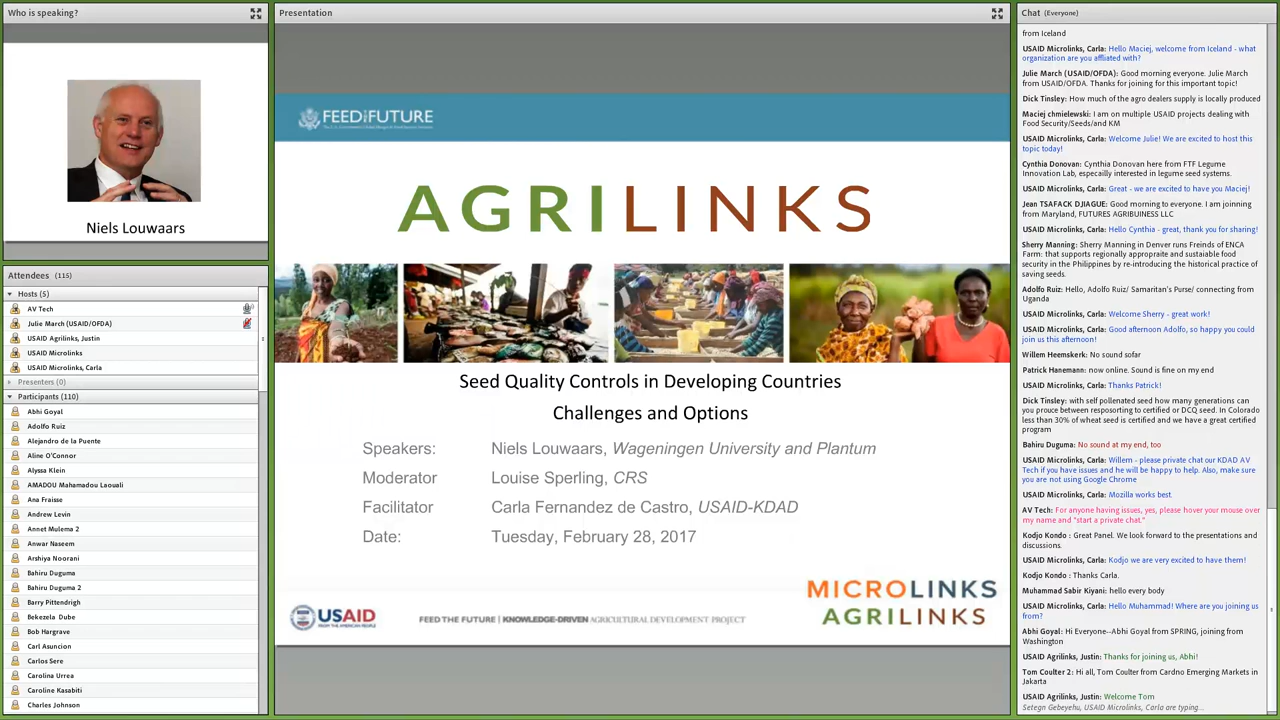 Who is speaking?
Niels Louwaars
Attendees (115)
Hosts (5)
AV Tech
Julie March (USAID/OFDA)
USAID Agrilinks, Justin
USAID Microlinks
USAID Microlinks, Carla
Presenters (0)
Participants (110)
Abhi Goyal
Adolfo Ruiz
Alejandro de la Puente
Aline O'Connor
Alyssa Klein
AMADOU Mahamadou Laouali
Ana Fraisse
Andrew Levin
Annet Mulema 2
Anwar Naseem
Arshiya Noorani
Bahiru Duguma
Bahiru Duguma 2
Barry Pittendrigh
Bekezela Dube
Bob Hargrave
Carl Asuncion
Carlos Sere
Carolina Urrea
Caroline Kasabiti
Charles Johnson
Presentation
FEED THE FUTURE
AGRILINKS
Seed Quality Controls in Developing Countries
Challenges and Options
Speakers: Niels Louwaars, Wageningen University and Plantum
Moderator Louise Sperling, CRS
Facilitator Carla Fernandez de Castro, USAID-KDAD
Date: Tuesday, February 28, 2017
USAID
FROM THE AMERICAN PEOPLE
FEED THE FUTURE | KNOWLEDGE-DRIVEN AGRICULTURAL DEVELOPMENT PROJECT
MICROLINKS
AGRILINKS
Chat (Everyone)
from Iceland
USAID Microlinks, Carla: Hello Maciej, welcome from Iceland - what
organization are you affliated with?
Julie March (USAID/OFDA): Good morning everyone. Julie March
from USAID/OFDA. Thanks for joining for this important topic!
Dick Tinsley: How much of the agro dealers supply is locally produced
Maciej chmielewski: I am on multiple USAID projects dealing with
Food Security/Seeds/and KM
USAID Microlinks, Carla: Welcome Julie! We are excited to host this
topic today!
Cynthia Donovan: Cynthia Donovan here from FTF Legume
Innovation Lab, especailly interested in legume seed systems.
USAID Microlinks, Carla: Great - we are excited to have you Maciej!
Jean TSAFACK DJIAGUE: Good morning to everyone. I am joinning
from Maryland, FUTURES AGRIBUINESS LLC
USAID Microlinks, Carla: Hello Cynthia - great, thank you for sharing!
Sherry Manning: Sherry Manning in Denver runs Freinds of ENCA
Farm: that supports regionally appropraite and sustaible food
security in the Philippines by re-introducing the historical practice of
saving seeds.
Adolfo Ruiz: Hello, Adolfo Ruiz/ Samaritan's Purse/ connecting from
Uganda
USAID Microlinks, Carla: Welcome Sherry - great work!
USAID Microlinks, Carla: Good afternoon Adolfo, so happy you could
join us this afternoon!
Willem Heemskerk: No sound sofar
Patrick Hanemann: now online. Sound is fine on my end
USAID Microlinks, Carla: Thanks Patrick!
Dick Tinsley: with self pollenated seed how many generations can
you prouce between resposorting to certified or DCQ seed. In Colorado
less than 30% of wheat seed is certified and we have a great certified
program
Bahiru Duguma: No sound at my end, too
USAID Microlinks, Carla: Willem - please private chat our KDAD AV
Tech if you have issues and he will be happy to help. Also, make sure
you are not using Google Chrome
USAID Microlinks, Carla: Mozilla works best
AV Tech: For anyone having issues, yes, please hover your mouse over
my name and "start a private chat."
Kodjo Kondo : Great Panel. We look forward to the presentations and
discussions.
USAID Microlinks, Carla: Kodjo we are very excited to have them!
Kodjo Kondo : Thanks Carla.
Muhammad Sabir Kiyani: hello every body
USAID Microlinks, Carla: Hello Muhammad! Where are you joining us
from?
Abhi Goyal: Hi Everyone--Abhi Goyal from SPRING, joining from
Washington
USAID Agrilinks, Justin: Thanks for joining us, Abhi!
Tom Coulter 2: Hi all, Tom Coulter from Cardno Emerging Markets in
Jakarta
USAID Agrilinks, Justin: Welcome Tom
Setegn Gebeyehu, USAID Microlinks, Carla are typing...